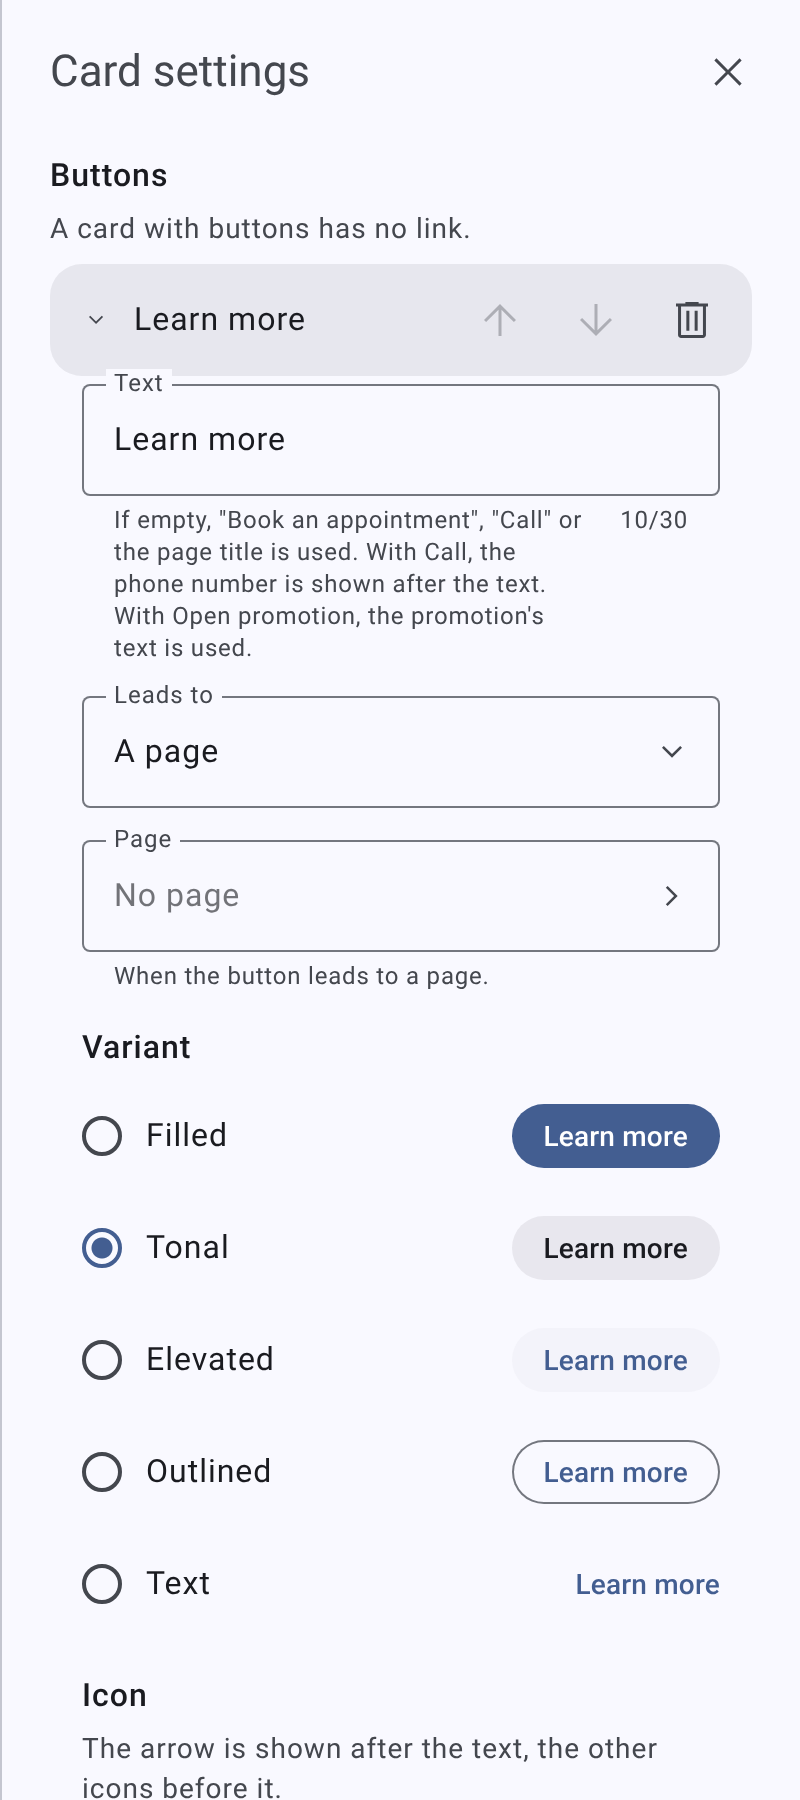 Card settings
Buttons
A card with buttons has no link.
Learn more
Text
Learn more
If empty, "Book an appointment", "Call" or 10/30
the page title is used. With Call, the
phone number is shown after the text.
With Open promotion, the promotion's
text is used.
Leads to
A page
Page
No page
When the button leads to a page.
Variant
Filled Learn more
Tonal Learn more
Elevated Learn more
Outlined Learn more
Text Learn more
Icon
The arrow is shown after the text, the other
icons before it.